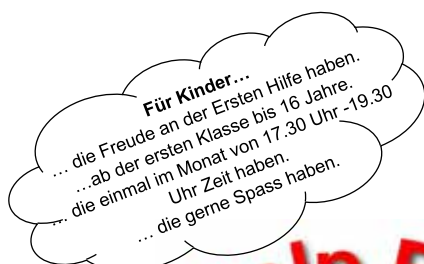 Für Kinder…
… die Freude an der Ersten Hilfe haben.
…ab der ersten Klasse bis 16 Jahre.
… die einmal im Monat von 17.30 Uhr -19.30
Uhr Zeit haben.
… die gerne Spass haben.